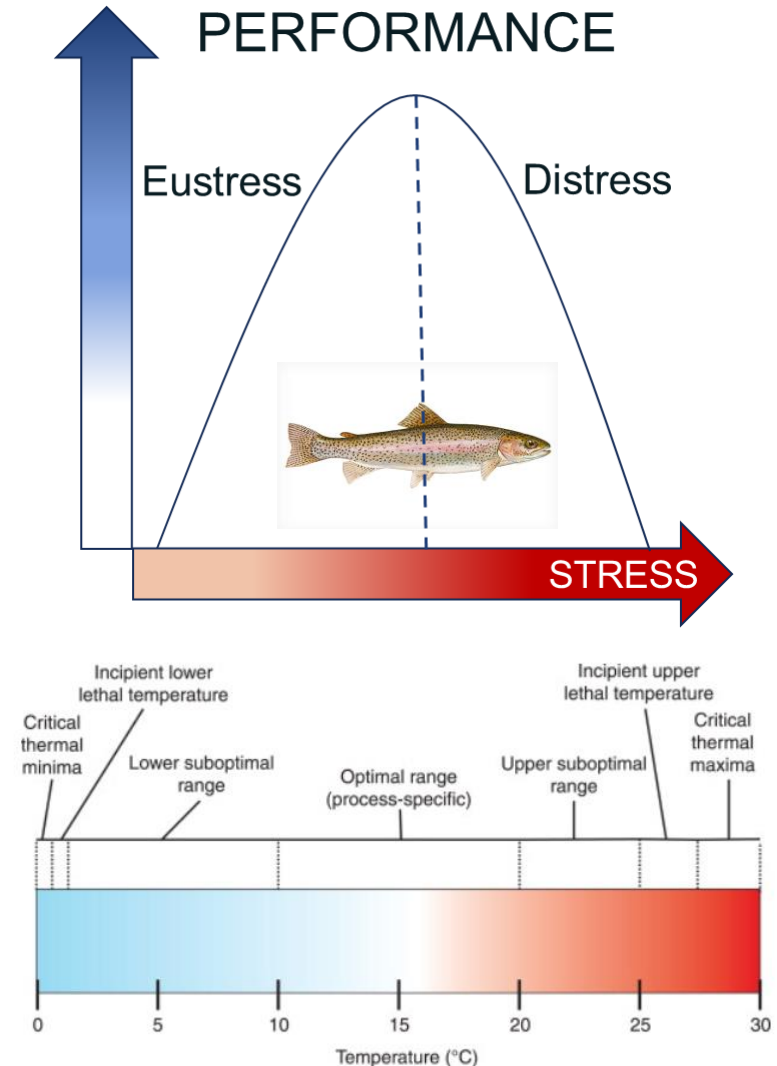 PERFORMANCE
Eustress
Distress
STRESS
Incipient lower
lethal temperature
Incipient upper
lethal temperature
Critical
thermal
minima
Critical
thermal
maxima
Lower suboptimal
range
Optimal range
(process-specific)
Upper suboptimal
range
0
5
10
15
20
25
30
Temperature (°C)